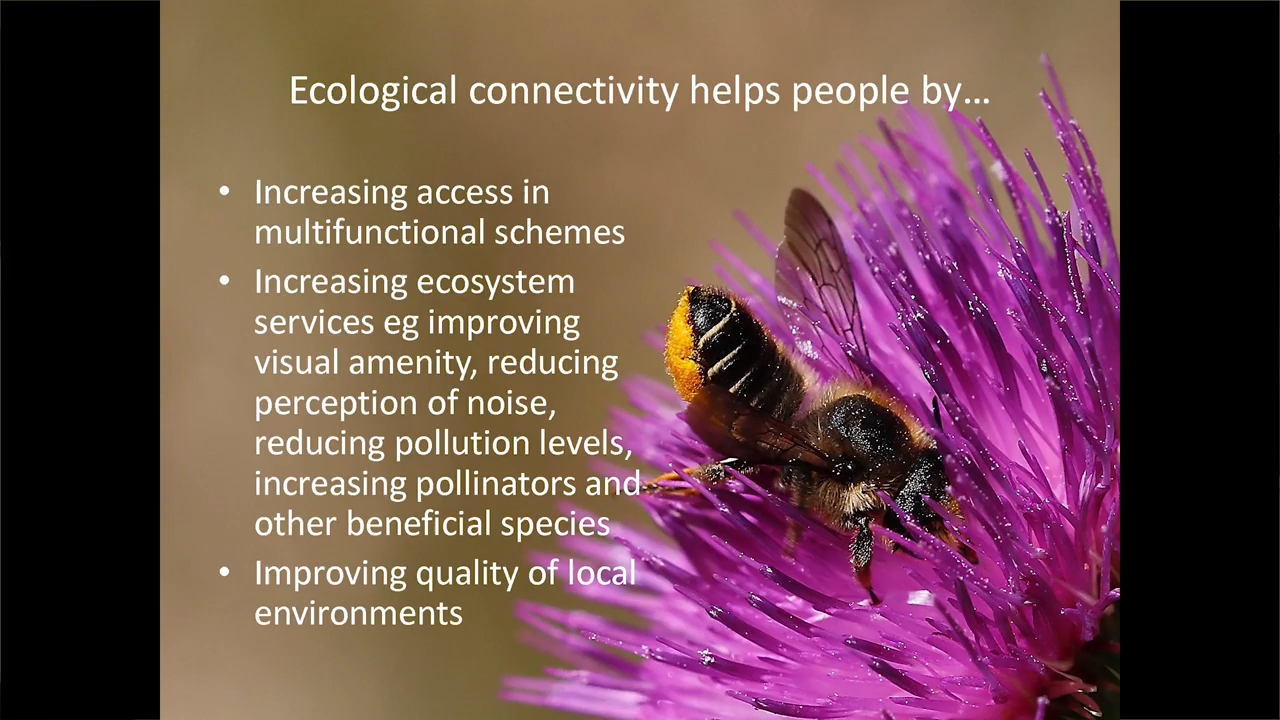 Ecological connectivity helps people by…
• Increasing access in
multifunctional schemes
• Increasing ecosystem
services eg improving
visual amenity, reducing
perception of noise,
reducing pollution levels,
increasing pollinators and
other beneficial species
• Improving quality of local
environments